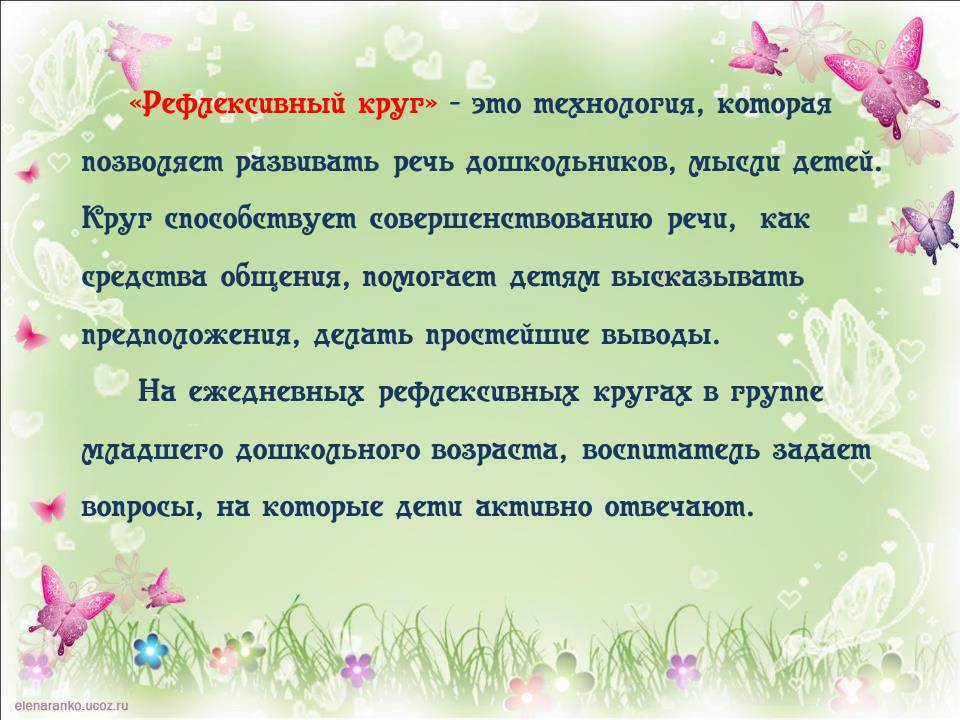 «Рефлексивный круг» - это технология, которая
позволяет развивать речь дошкольников, мысли детей.
Круг способствует совершенствованию речи, как
средства общения, помогает детям высказывать
предположения, делать простейшие выводы.
На ежедневных рефлексивных кругах в группе
младшего дошкольного возраста, воспитатель задает
вопросы, на которые дети активно отвечают.
elenaranko.ucoz.ru